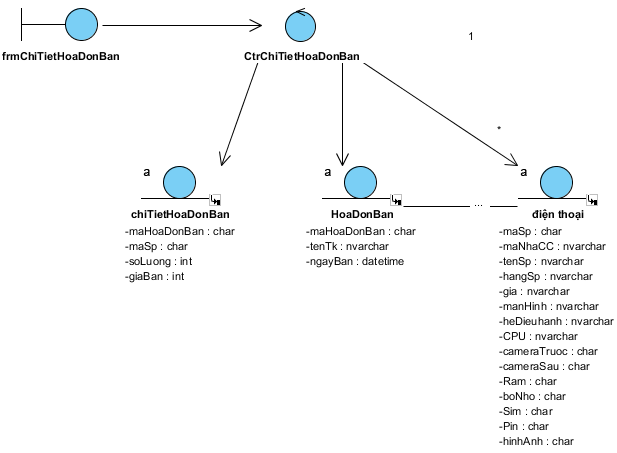 frmChiTietHoaDonBan
CtrChiTietHoaDonBan
1
*
a
chiTietHoaDonBan
-maHoaDonBan : char
-maSp : char
-soLuong : int
-giaBan : int
a
HoaDonBan
-maHoaDonBan : char
-tenTk : nvarchar
-ngayBan : datetime
...
a
điện thoại
-maSp : char
-maNhaCC : nvarchar
-tenSp : nvarchar
-hangSp : nvarchar
-gia : nvarchar
-manHinh : nvarchar
-heDieuhanh : nvarchar
-CPU : nvarchar
-cameraTruoc : char
-cameraSau : char
-Ram : char
-boNho : char
-Sim : char
-Pin : char
-hinhAnh : char